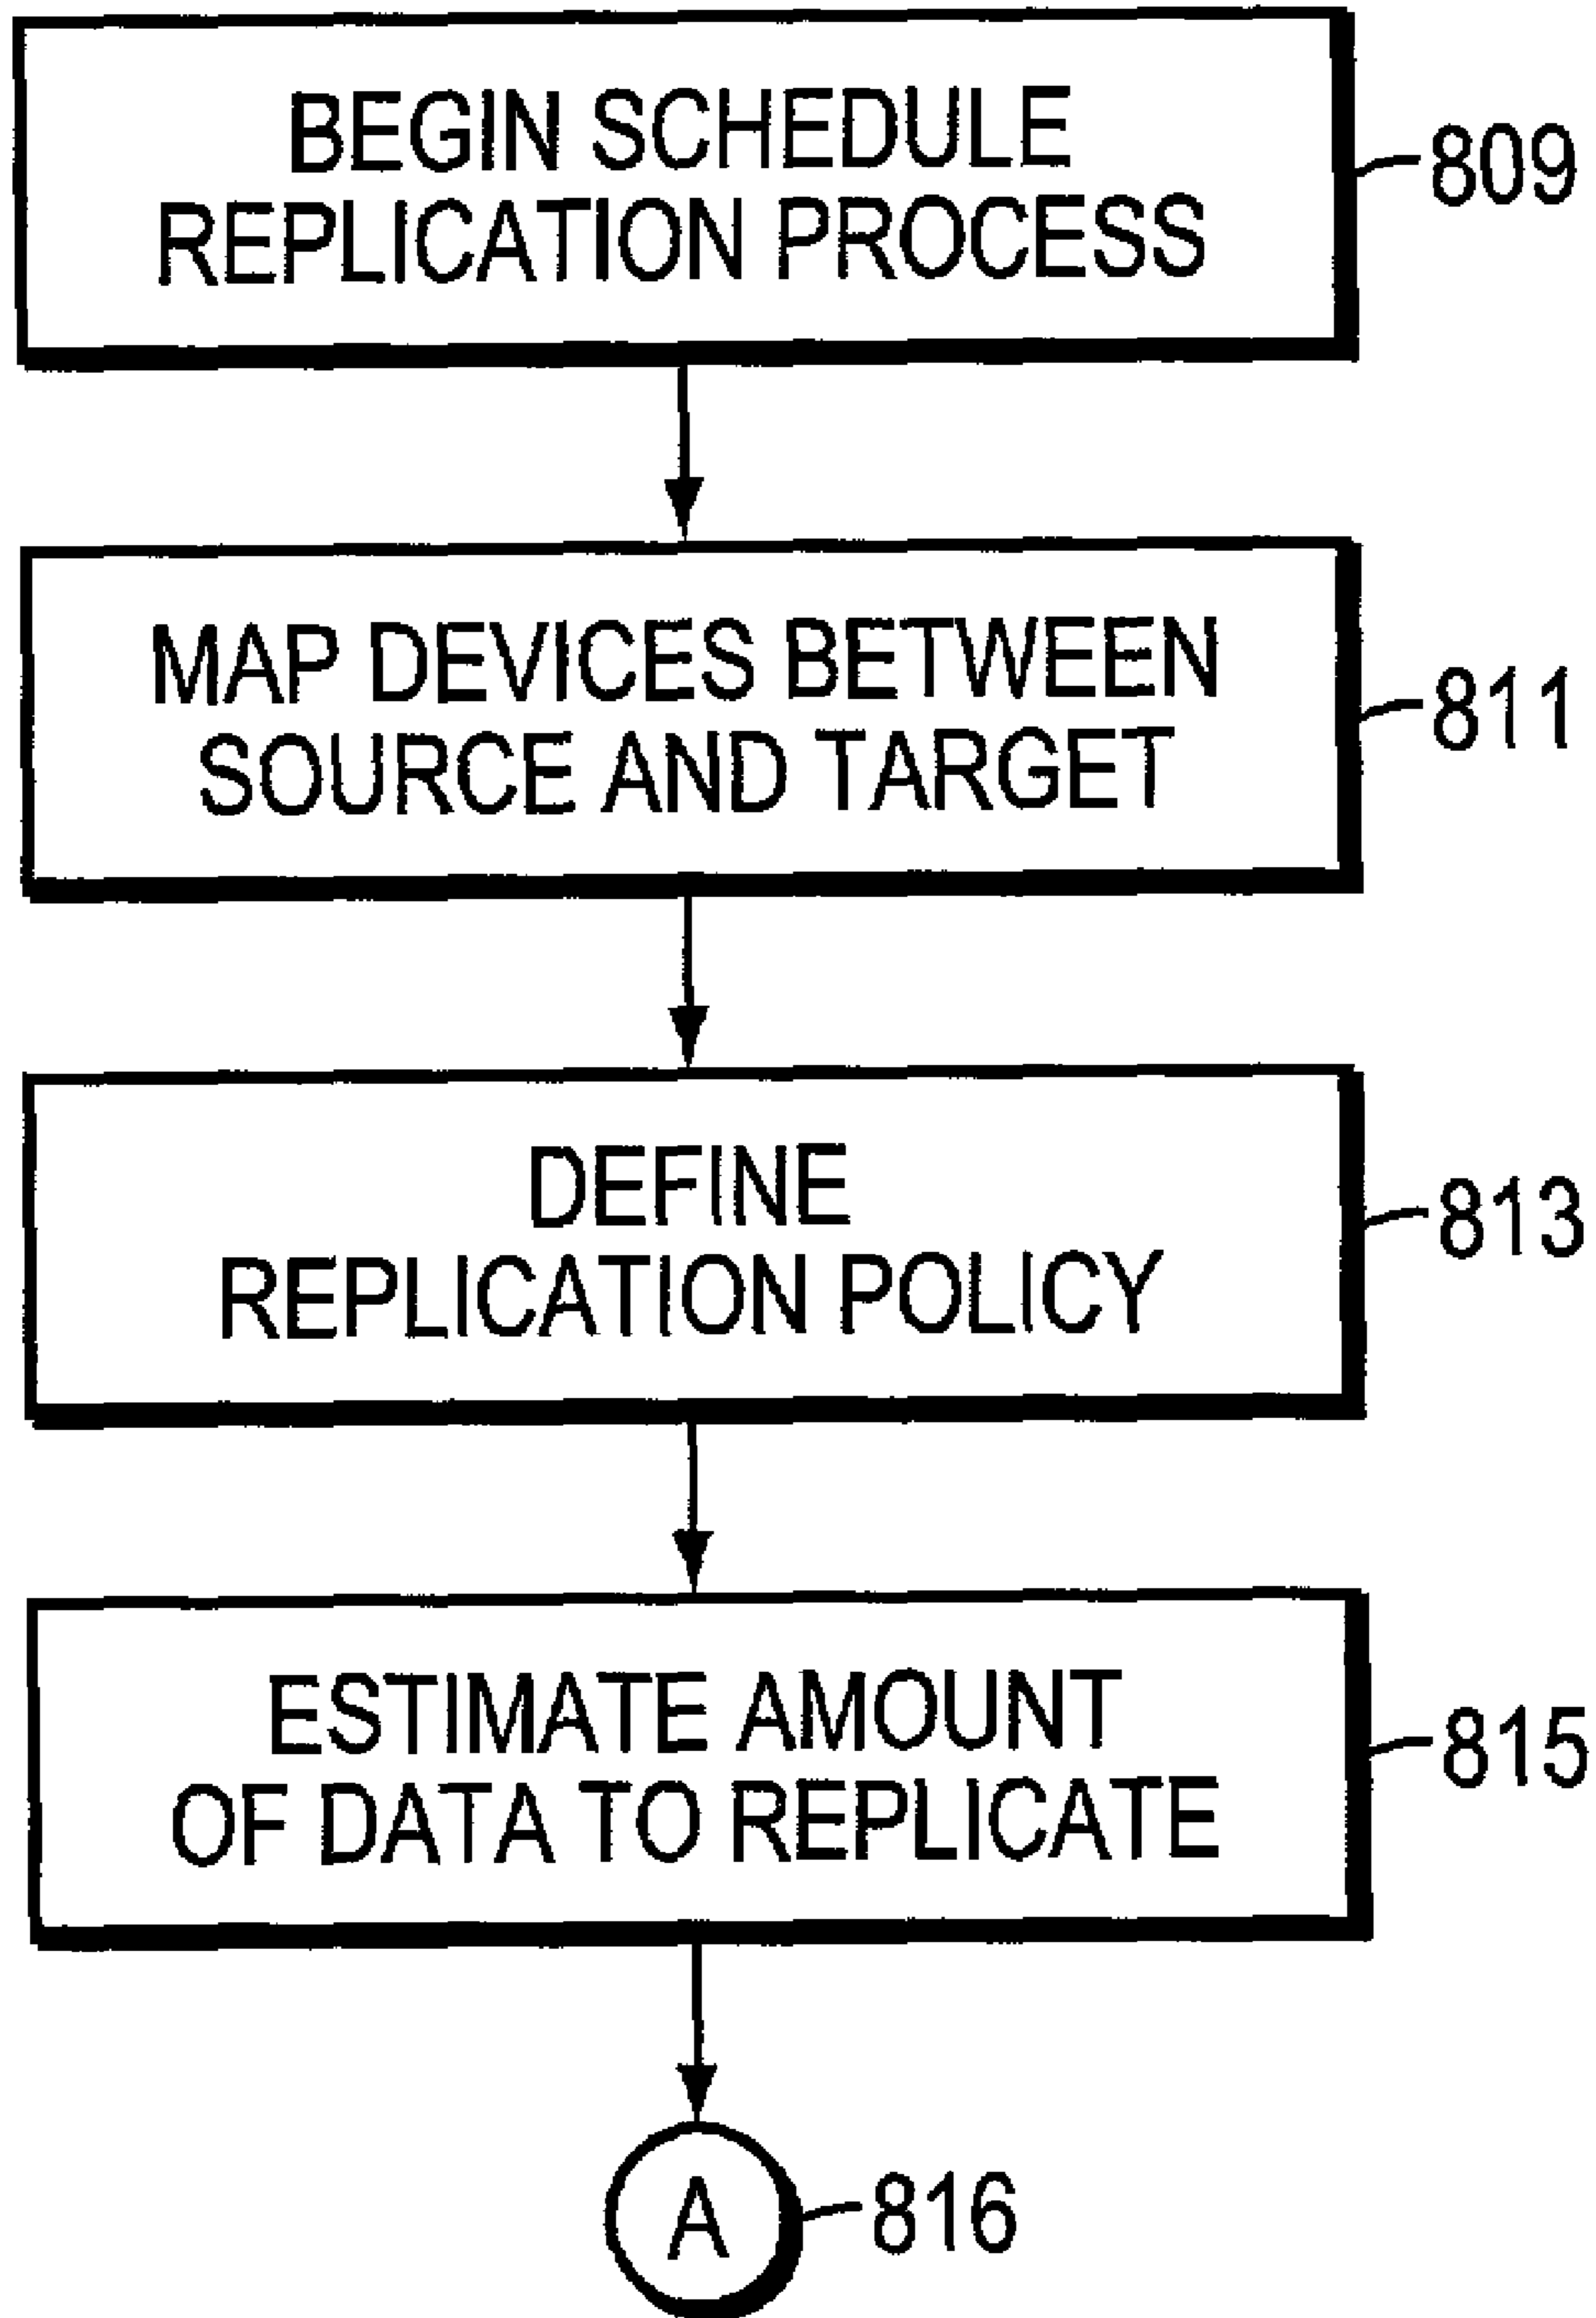 BEGIN SCHEDULE
REPLICATION PROCESS
809
MAP DEVICES BETWEEN
SOURCE AND TARGET
811
DEFINE
REPLICATION POLICY
813
ESTIMATE AMOUNT
OF DATA TO REPLICATE
815
A
816